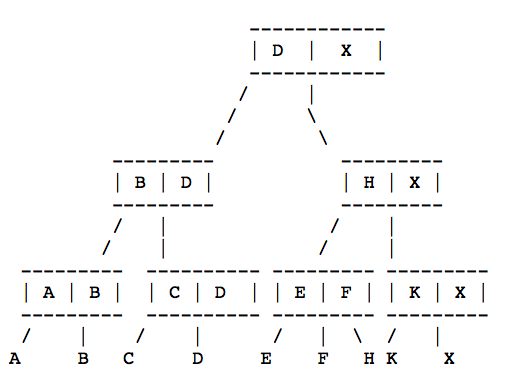 | D | X |
| B | D | | H | X |
| A | B | | C | D | | E | F | | K | X |
A B C D E F H K X